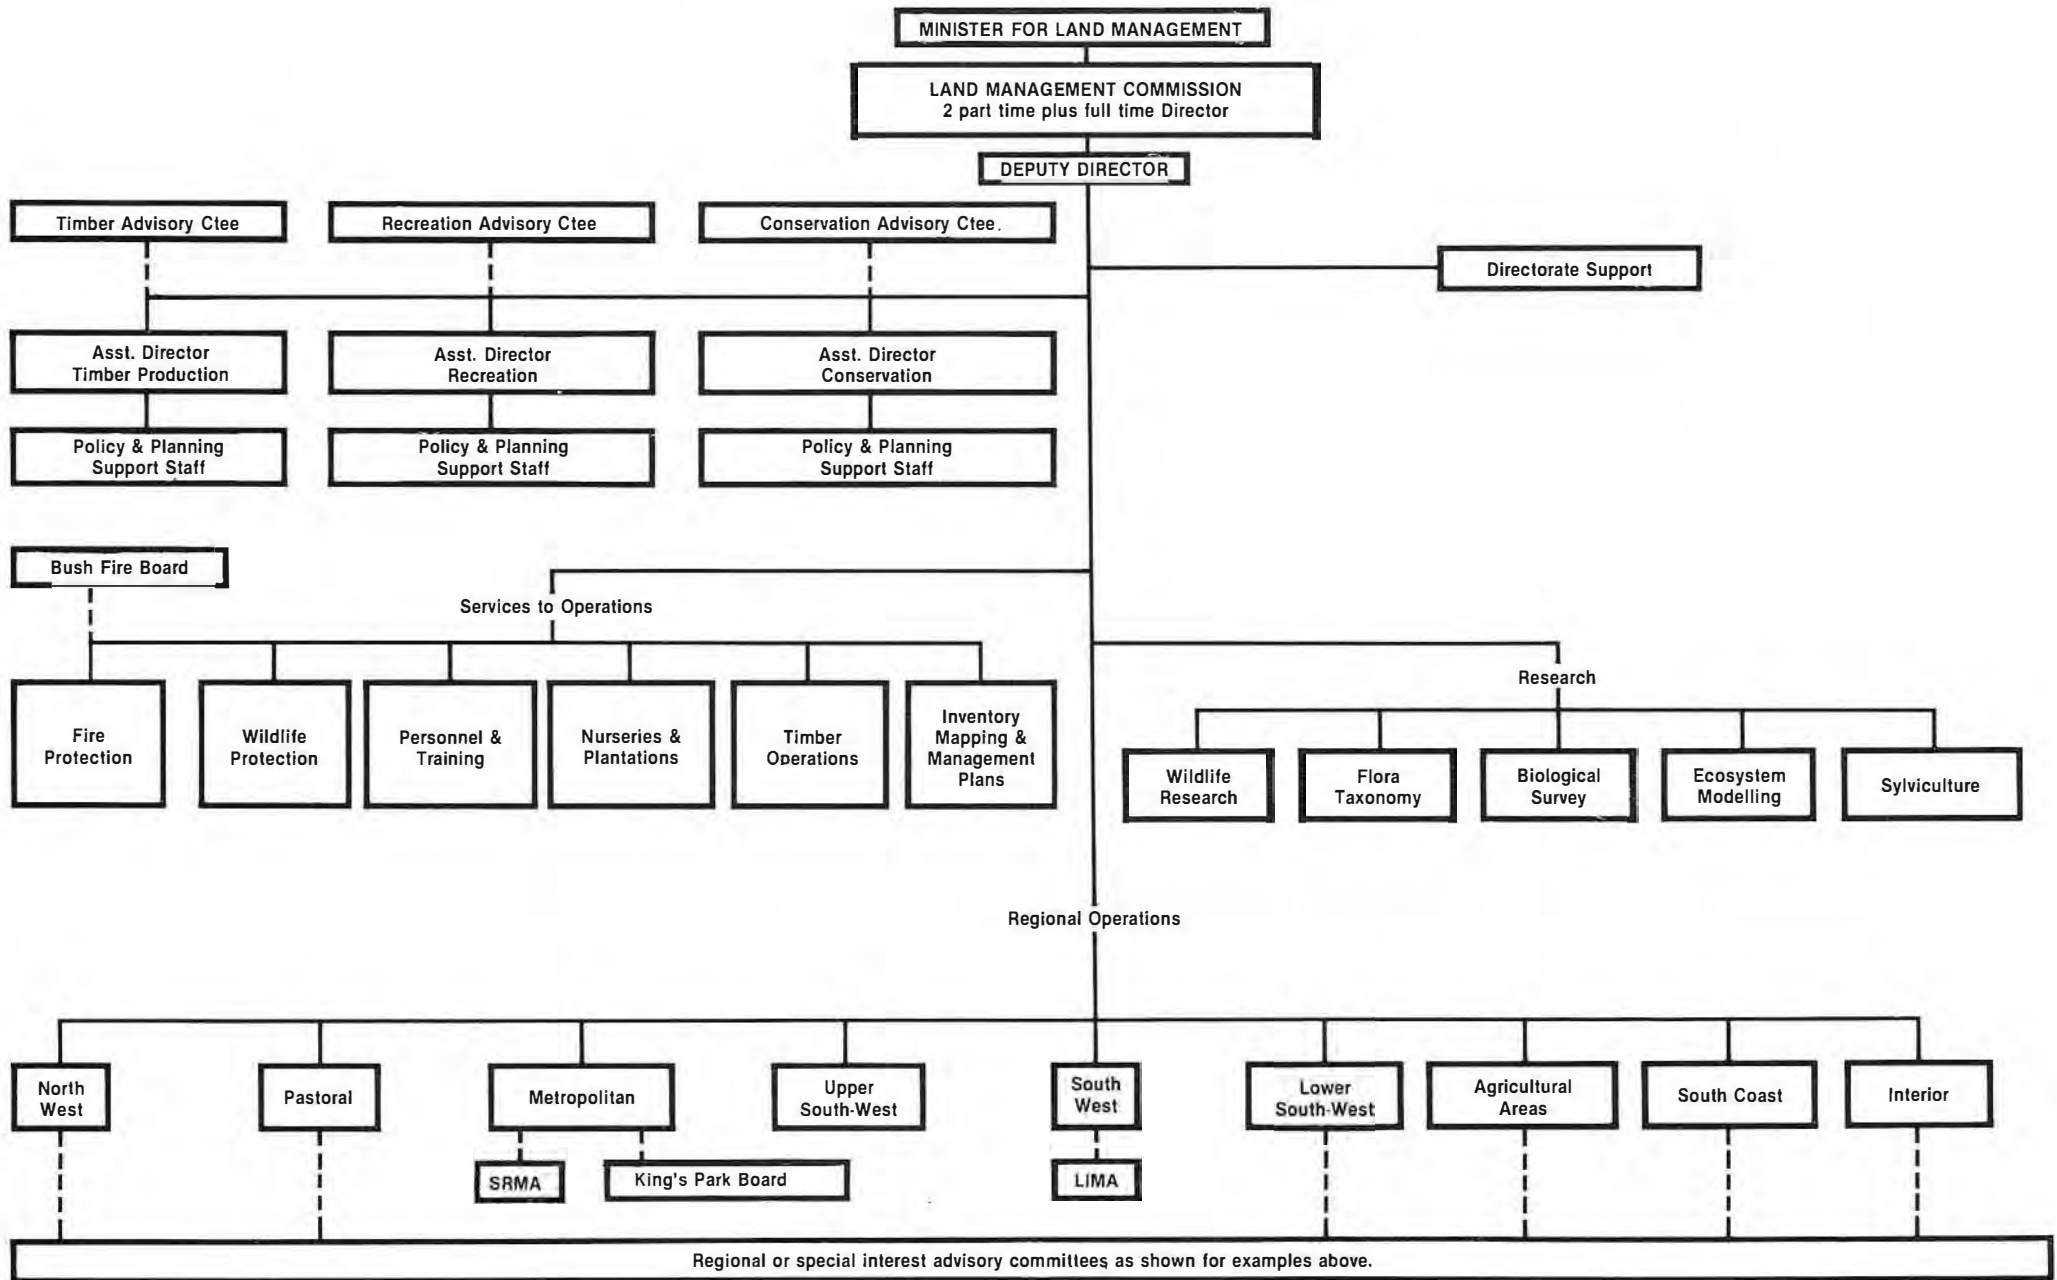 MINISTER FOR LAND MANAGEMENT
LAND MANAGEMENT COMMISSION
2 part time plus full time Director
DEPUTY DIRECTOR
Timber Advisory Ctee
Recreation Advisory Ctee
Conservation Advisory Ctee.
Directorate Support
Asst. Director
Timber Production
Asst. Director
Recreation
Asst. Director
Conservation
Policy & Planning
Support Staff
Policy & Planning
Support Staff
Policy & Planning
Support Staff
Bush Fire Board
Services to Operations
Fire
Protection
Wildlife
Protection
Personnel &
Training
Nurseries &
Plantations
Timber
Operations
Inventory
Mapping &
Management
Plans
Research
Wildlife
Research
Flora
Taxonomy
Biological
Survey
Ecosystem
Modelling
Sylviculture
Regional Operations
North
West
Pastoral
Metropolitan
Upper
South-West
South
West
Lower
South-West
Agricultural
Areas
South Coast
Interior
SRMA
King's Park Board
LIMA
Regional or special interest advisory committees as shown for examples above.